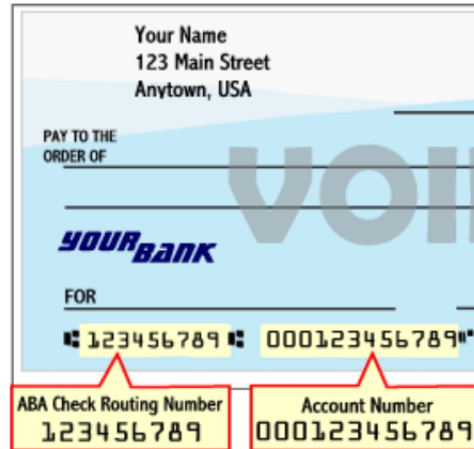 Your Name
123 Main Street
Anytown, USA
PAY TO THE
ORDER OF
VOI
YOUR BANK
FOR
⑆123456789⑆ 000123456789⑈
ABA Check Routing Number
123456789
Account Number
000123456789